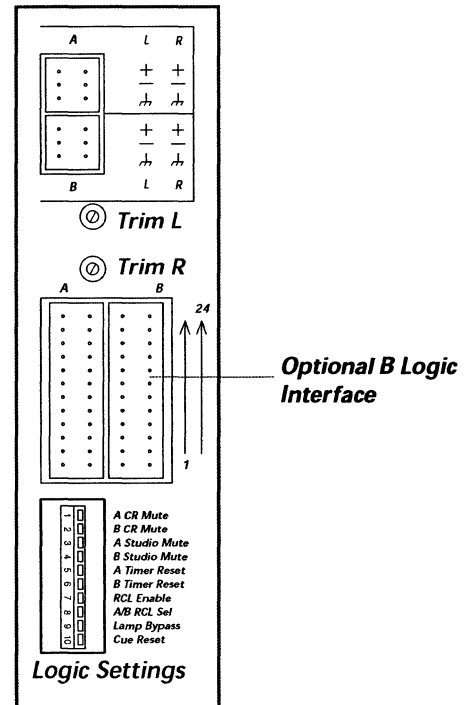 A L R
+ +
− −
+ +
− −
B L R
Trim L
Trim R
A B
24
1
Optional B Logic
Interface
1 A CR Mute
2 B CR Mute
3 A Studio Mute
4 B Studio Mute
5 A Timer Reset
6 B Timer Reset
7 RCL Enable
8 A/B RCL Sel
9 Lamp Bypass
10 Cue Reset
Logic Settings